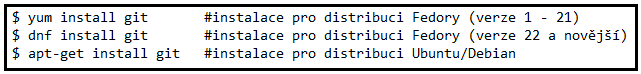 $ yum install git       #instalace pro distribuci Fedory (verze 1 - 21)
$ dnf install git       #instalace pro distribuci Fedory (verze 22 a novější)
$ apt-get install git   #instalace pro distribuci Ubuntu/Debian